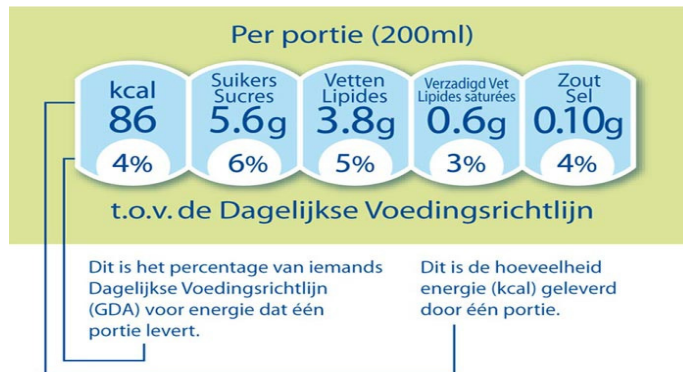 Per portie (200ml)
kcal
86
4%
Suikers
Sucres
5.6g
6%
Vetten
Lipides
3.8g
5%
Verzadigd Vet
Lipides saturées
0.6g
3%
Zout
Sel
0.10g
4%
t.o.v. de Dagelijkse Voedingsrichtlijn
Dit is het percentage van iemands
Dagelijkse Voedingsrichtlijn
(GDA) voor energie dat één
portie levert.
Dit is de hoeveelheid
energie (kcal) geleverd
door één portie.